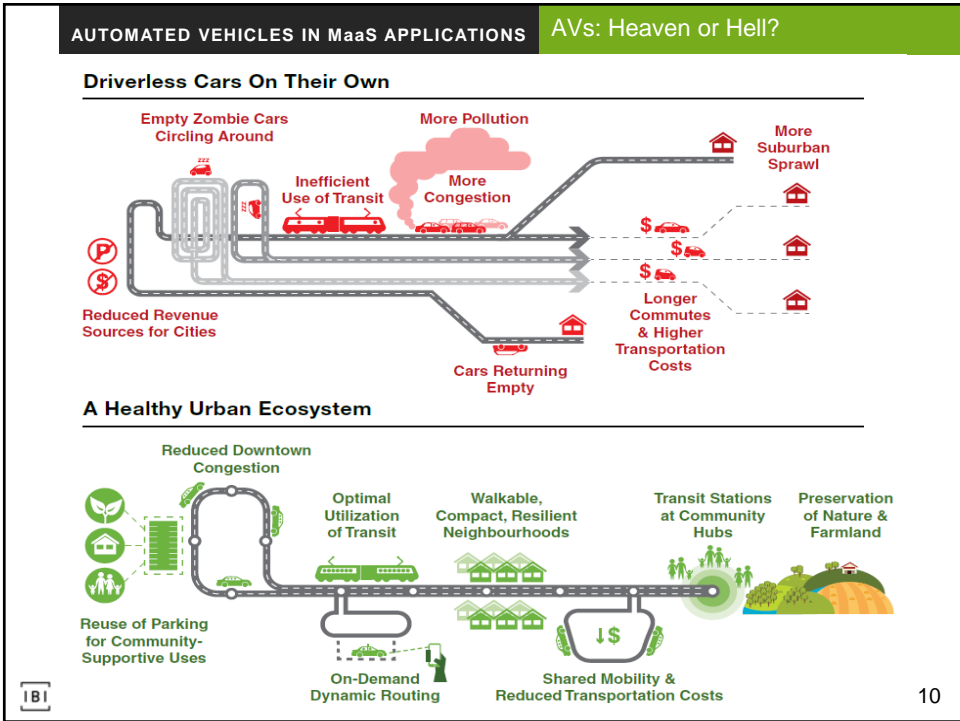 AUTOMATED VEHICLES IN MaaS APPLICATIONS
AVs: Heaven or Hell?
Driverless Cars On Their Own
Empty Zombie Cars
Circling Around
More Pollution
More
Suburban
Sprawl
zzz
zzz
Inefficient
Use of Transit
More
Congestion
P
$
$
$
$
Reduced Revenue
Sources for Cities
Longer
Commutes
& Higher
Transportation
Costs
Cars Returning
Empty
A Healthy Urban Ecosystem
Reduced Downtown
Congestion
Optimal
Utilization
of Transit
Walkable,
Compact, Resilient
Neighbourhoods
Transit Stations
at Community
Hubs
Preservation
of Nature &
Farmland
Reuse of Parking
for Community-
Supportive Uses
↓$
On-Demand
Dynamic Routing
Shared Mobility &
Reduced Transportation Costs
IBI
10